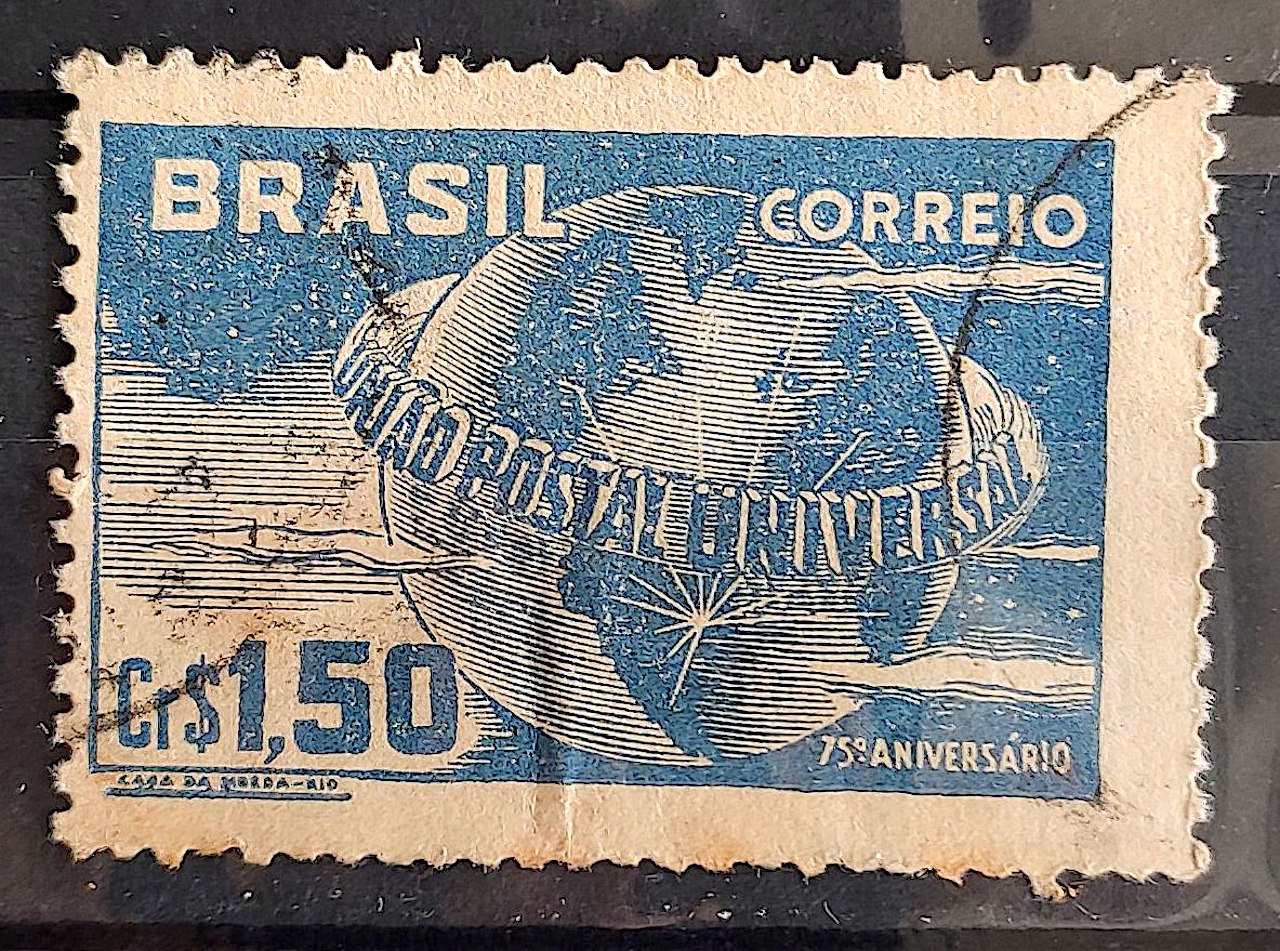 BRASIL CORREIO
UNIÃO POSTAL UNIVERSAL
Cr$1,50
75º ANIVERSÁRIO
CASA DA MOEDA-RIO